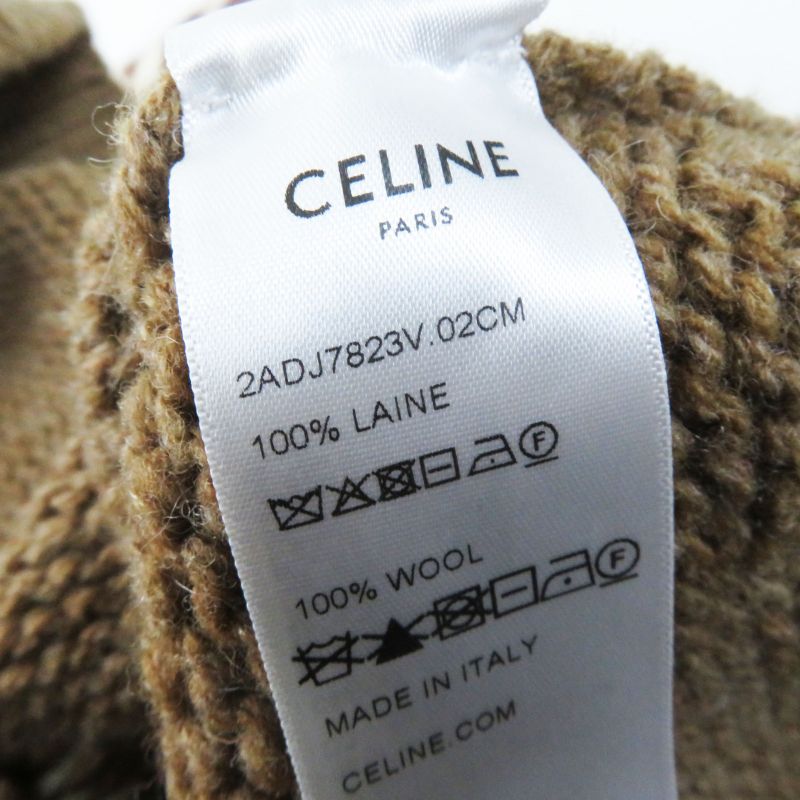 CELINE
PARIS
2ADJ7823V.02CM
100% LAINE
F
100% WOOL
F
MADE IN ITALY
CELINE.COM